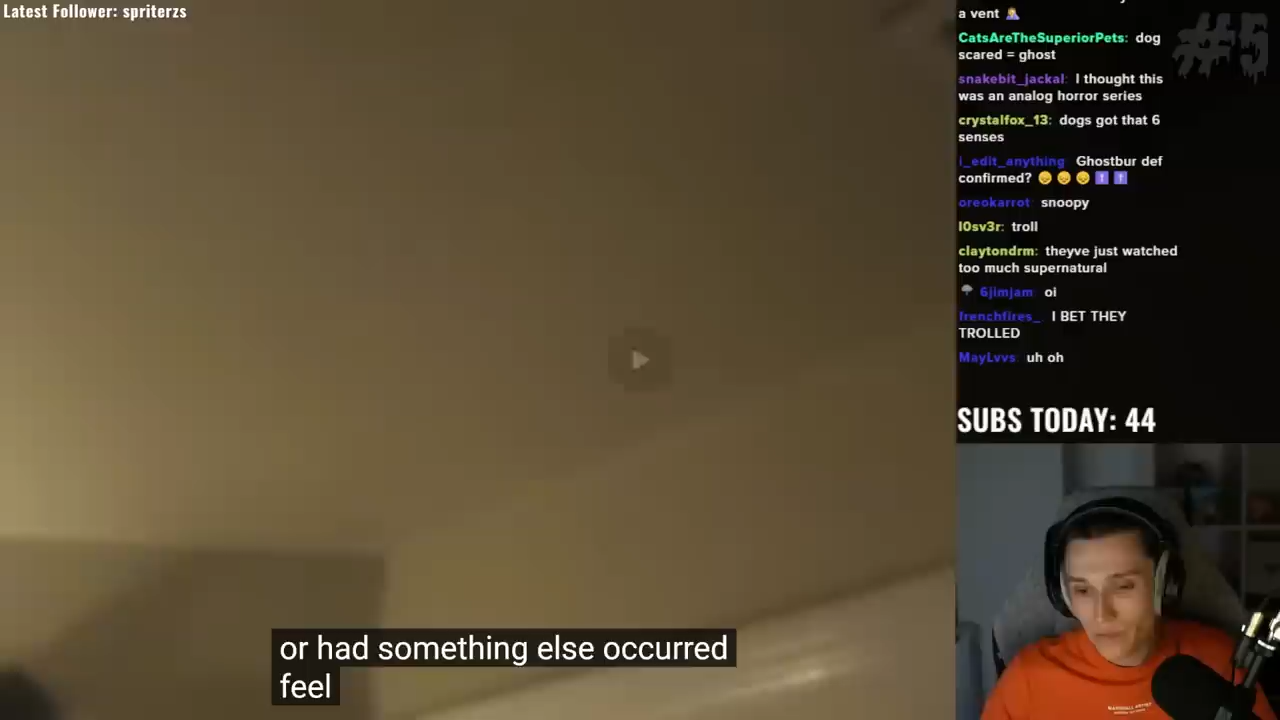 Latest Follower: spriterzs
a vent
#5
CatsAreTheSuperiorPets: dog
scared = ghost
snakebit_jackal: I thought this
was an analog horror series
crystalfox_13: dogs got that 6
senses
i_edit_anything: Ghostbur def
confirmed?
oreokarrot: snoopy
l0sv3r: troll
claytondrm: theyve just watched
too much supernatural
6jimjam: oi
frenchfires_: I BET THEY
TROLLED
MayLvvs: uh oh
SUBS TODAY: 44
or had something else occurred
feel